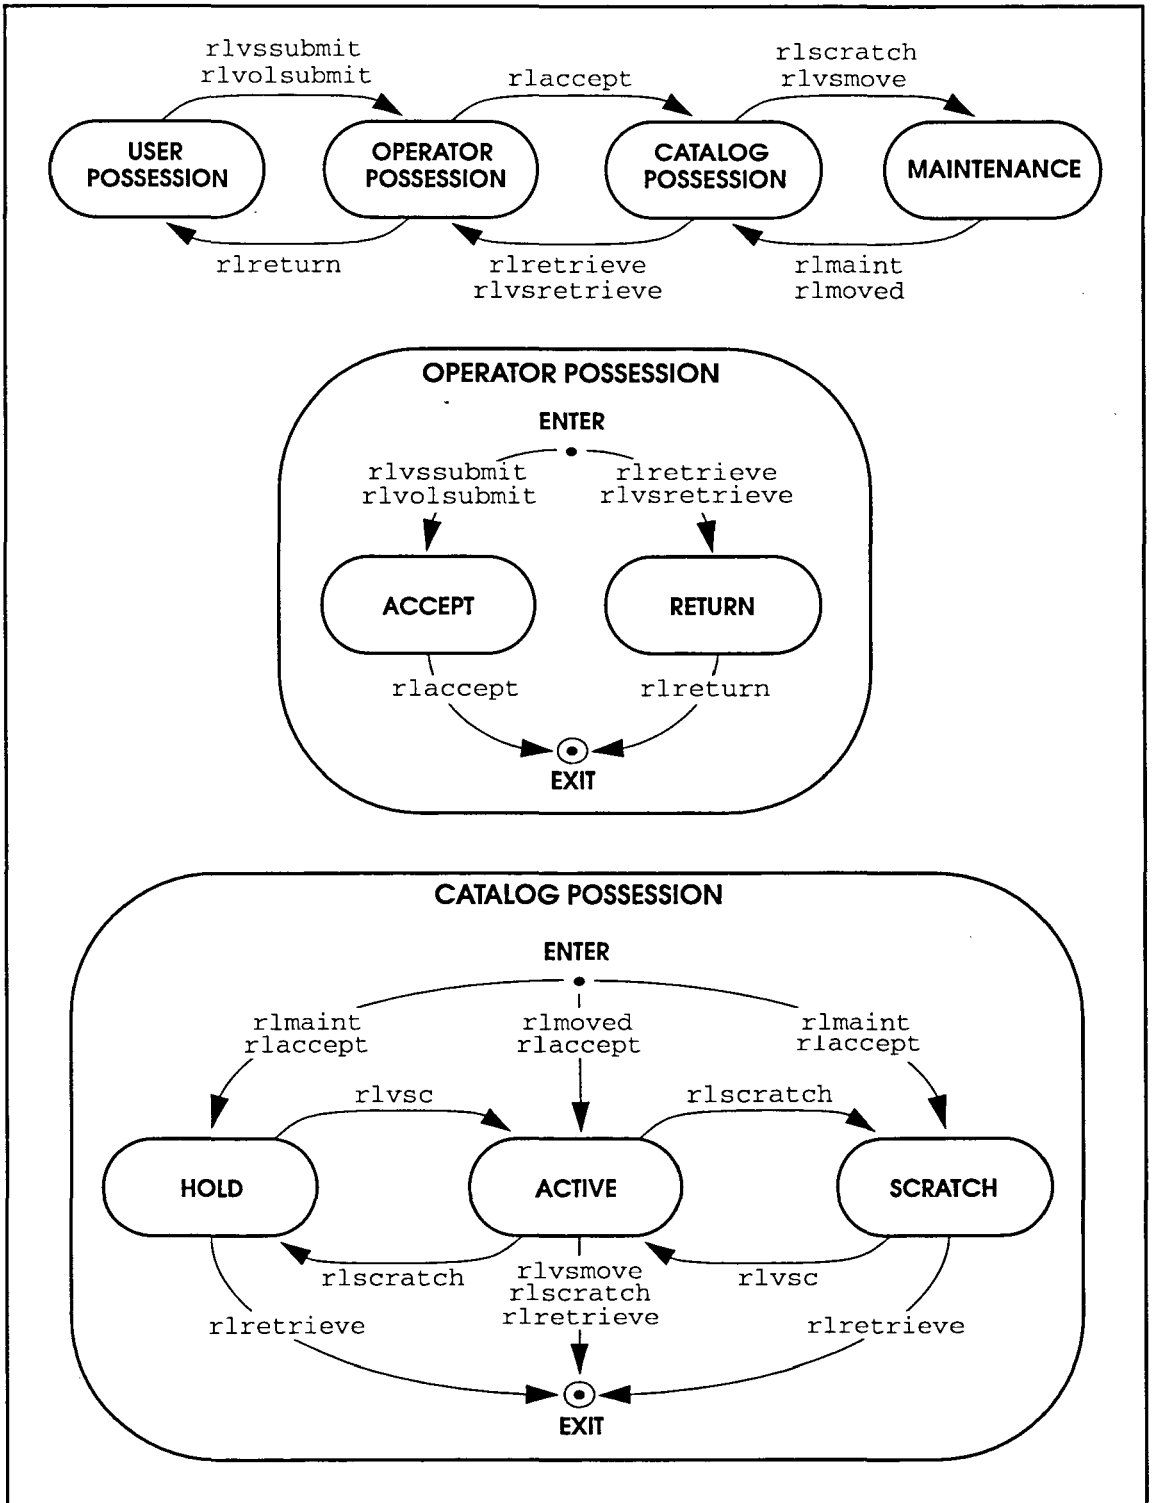 rlvssubmit
rlvolsubmit
rlaccept
rlscratch
rlvsmove
USER
POSSESSION
OPERATOR
POSSESSION
CATALOG
POSSESSION
MAINTENANCE
rlreturn
rlretrieve
rlvsretrieve
rlmaint
rlmoved
OPERATOR POSSESSION
ENTER
rlvssubmit
rlvolsubmit
rlretrieve
rlvsretrieve
ACCEPT
RETURN
rlaccept
rlreturn
EXIT
CATALOG POSSESSION
ENTER
rlmaint
rlaccept
rlmoved
rlaccept
rlmaint
rlaccept
rlvsc
rlscratch
HOLD
ACTIVE
SCRATCH
rlscratch
rlvsmove
rlscratch
rlretrieve
rlvsc
rlretrieve
rlretrieve
EXIT